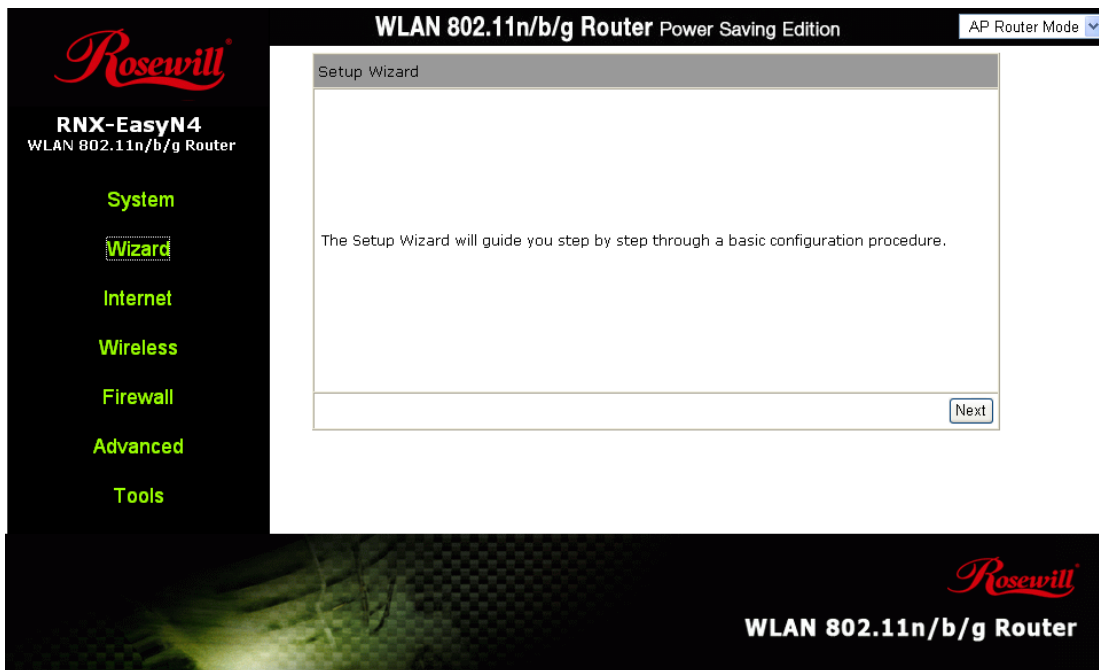 WLAN 802.11n/b/g Router Power Saving Edition
AP Router Mode
Rosewill
RNX-EasyN4
WLAN 802.11n/b/g Router
System
Wizard
Internet
Wireless
Firewall
Advanced
Tools
Setup Wizard
The Setup Wizard will guide you step by step through a basic configuration procedure.
Next
Rosewill
WLAN 802.11n/b/g Router